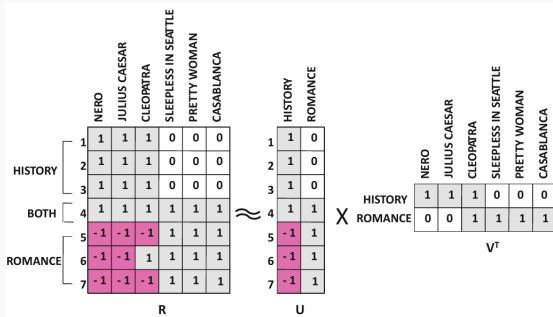 NERO
JULIUS CAESAR
CLEOPATRA
SLEEPLESS IN SEATTLE
PRETTY WOMAN
CASABLANCA
HISTORY
BOTH
ROMANCE
1 1 1 1 0 0 0
2 1 1 1 0 0 0
3 1 1 1 0 0 0
4 1 1 1 1 1 1
5 -1 -1 -1 1 1 1
6 -1 -1 1 1 1 1
7 -1 -1 -1 1 1 1
R
≈
HISTORY
ROMANCE
1 1 0
2 1 0
3 1 0
4 1 1
5 -1 1
6 -1 1
7 -1 1
U
X
NERO
JULIUS CAESAR
CLEOPATRA
SLEEPLESS IN SEATTLE
PRETTY WOMAN
CASABLANCA
HISTORY 1 1 1 0 0 0
ROMANCE 0 0 1 1 1 1
Vᵀ